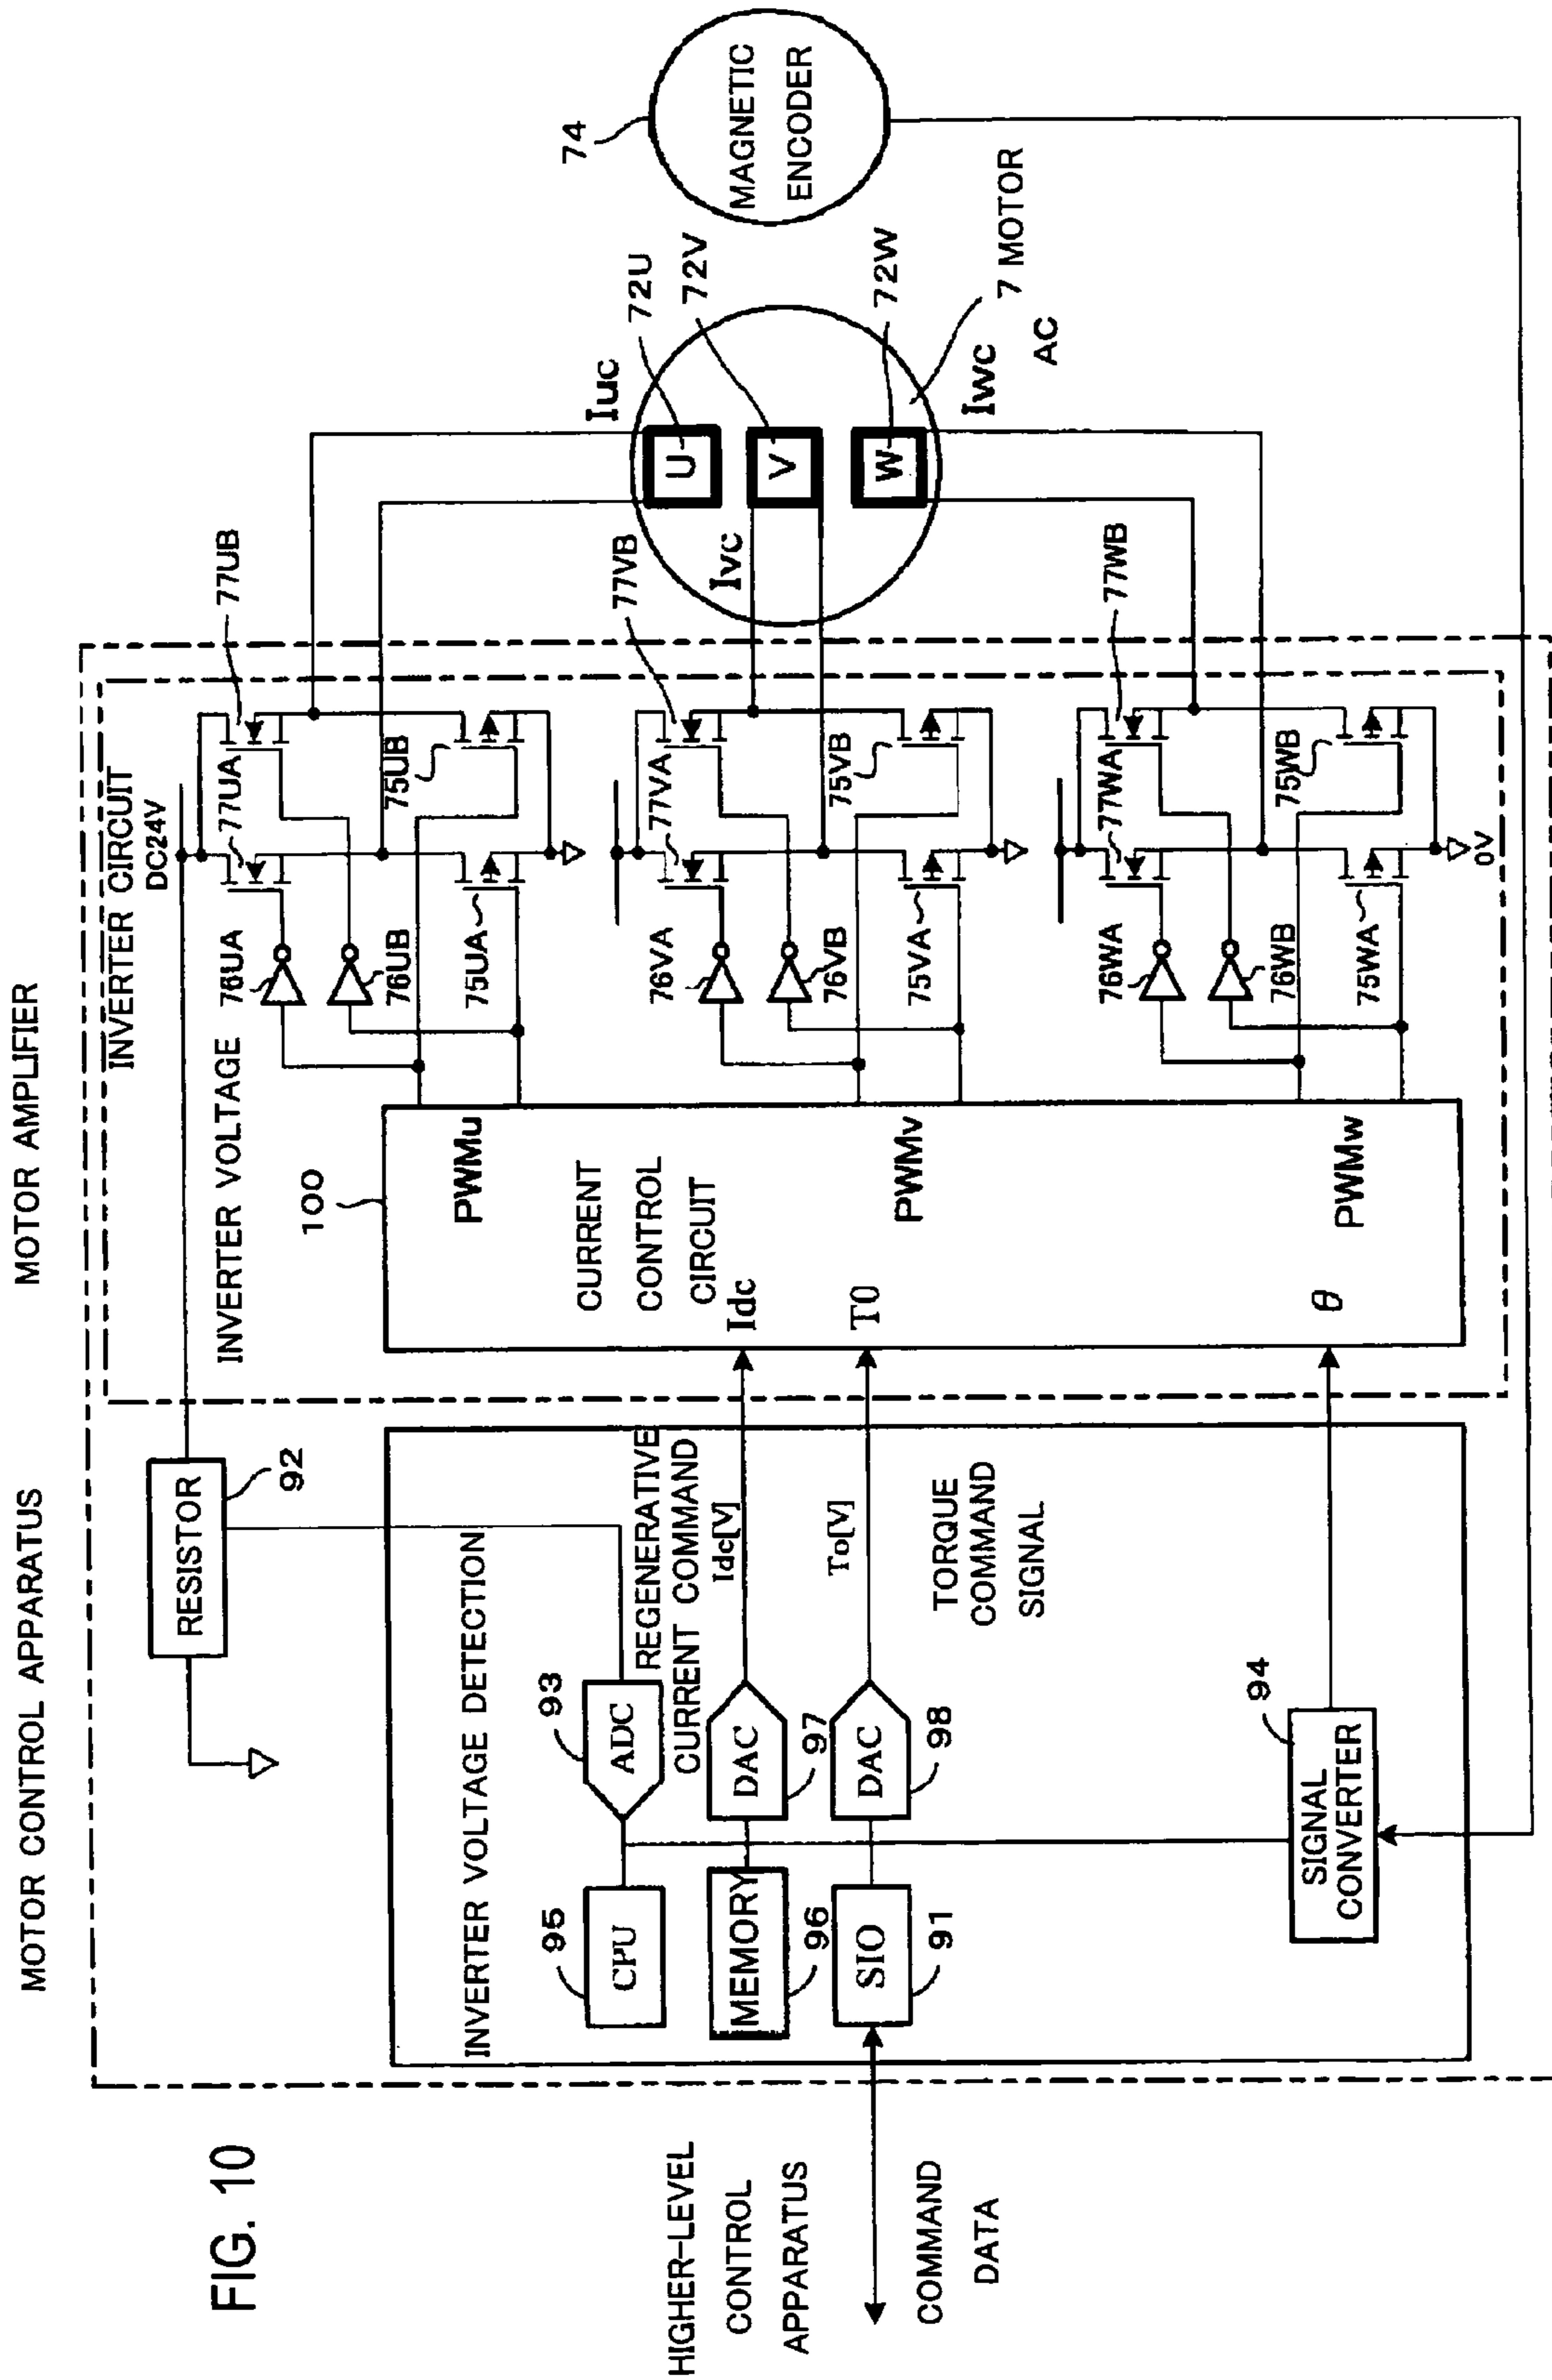 FIG. 10
MOTOR CONTROL APPARATUS
MOTOR AMPLIFIER
HIGHER-LEVEL
CONTROL
APPARATUS
COMMAND
DATA
RESISTOR
92
INVERTER VOLTAGE DETECTION
95
CPU
93
ADC
REGENERATIVE
CURRENT COMMAND
Idc[V]
MEMORY
96
DAC
97
To[V]
SIO
91
DAC
98
TORQUE
COMMAND
SIGNAL
94
SIGNAL
CONVERTER
INVERTER CIRCUIT
DC24V
INVERTER VOLTAGE
100
CURRENT
CONTROL
CIRCUIT
Idc
T0
θ
PWMu
PWMv
PWMw
76UA
77UA
77UB
76UB
75UA
75UB
76VA
77VA
77VB
76VB
75VA
75VB
76WA
77WA
77WB
76WB
75WA
75WB
0V
Iuc
Ivc
Iwc
AC
U
V
W
72U
72V
72W
7 MOTOR
74
MAGNETIC
ENCODER